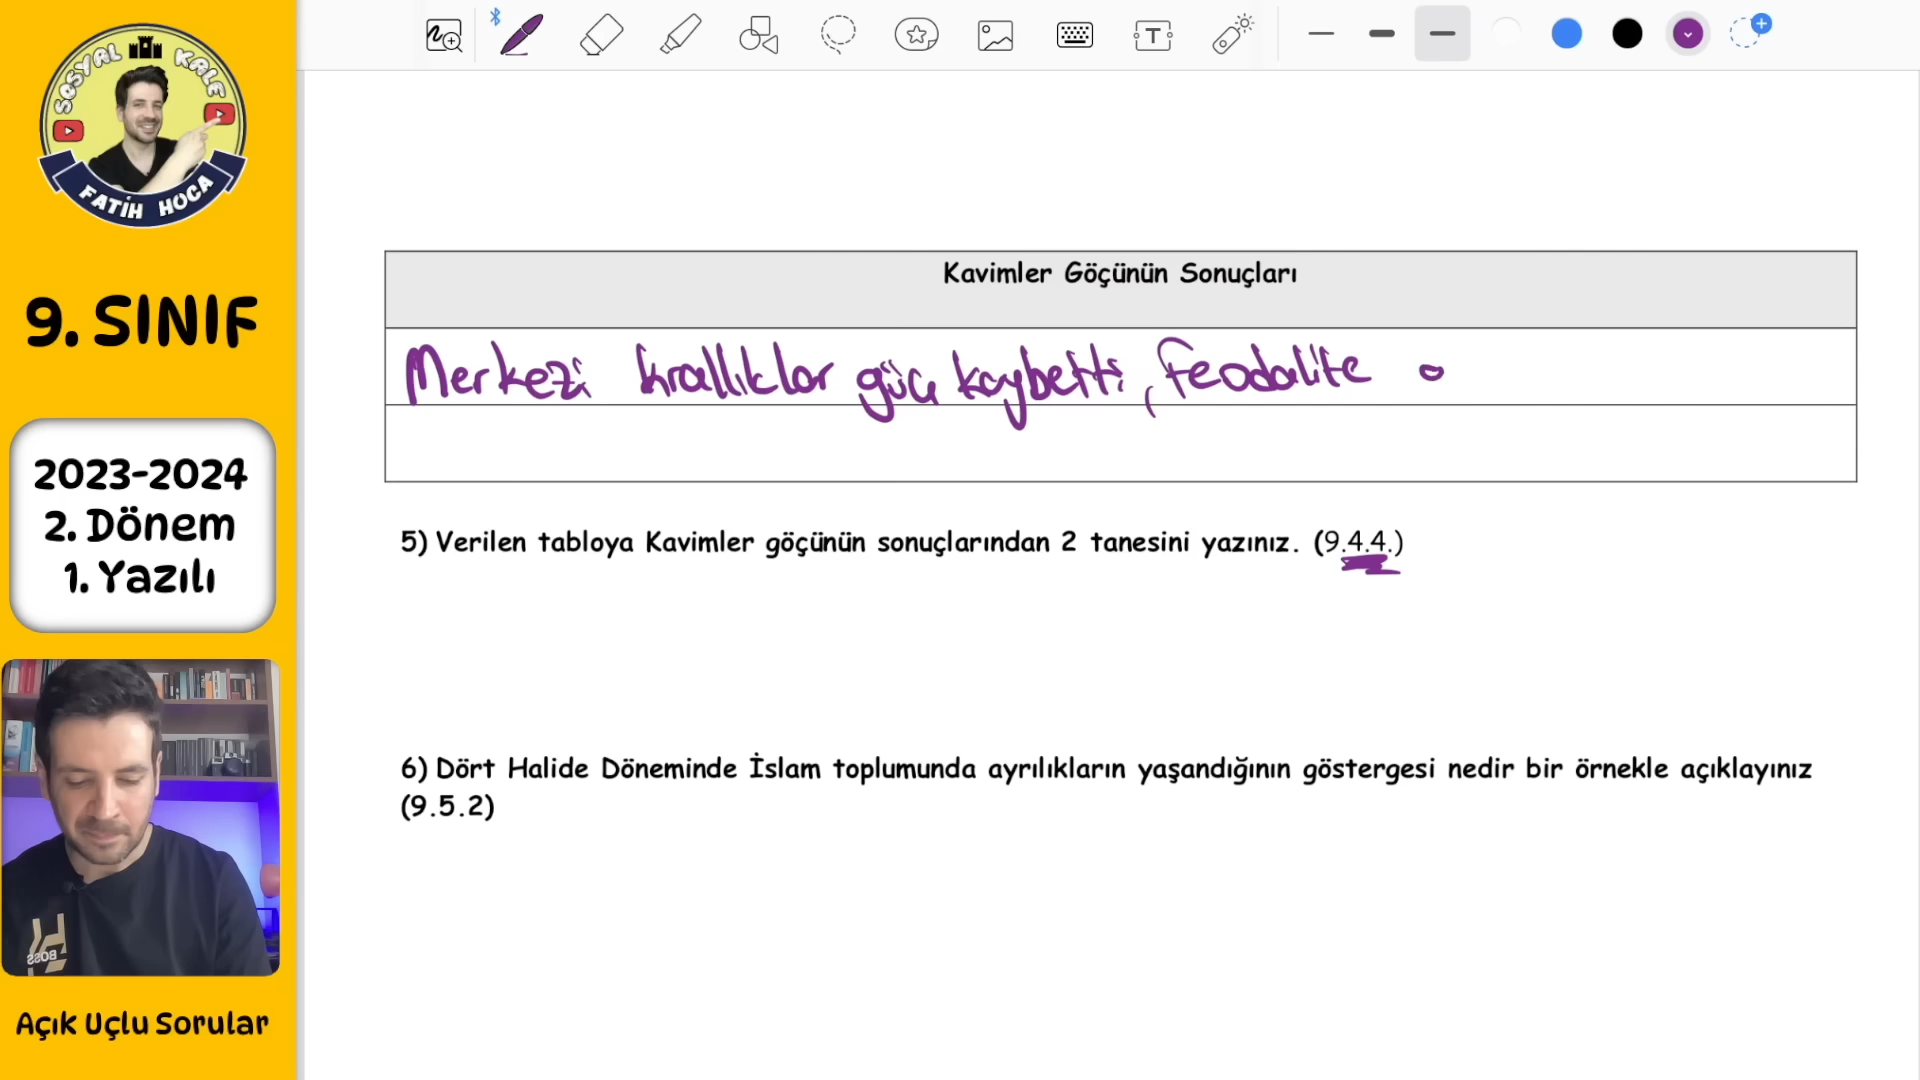 SOSYAL KALE
FATİH HOCA
9. SINIF
2023-2024
2. Dönem
1. Yazılı
BOSS
Açık Uçlu Sorular
T
Kavimler Göçünün Sonuçları
Merkezi krallıklar güç kaybetti, feodalite o
5) Verilen tabloya Kavimler göçünün sonuçlarından 2 tanesini yazınız. (9.4.4.)
6) Dört Halide Döneminde İslam toplumunda ayrılıkların yaşandığının göstergesi nedir bir örnekle açıklayınız
(9.5.2)